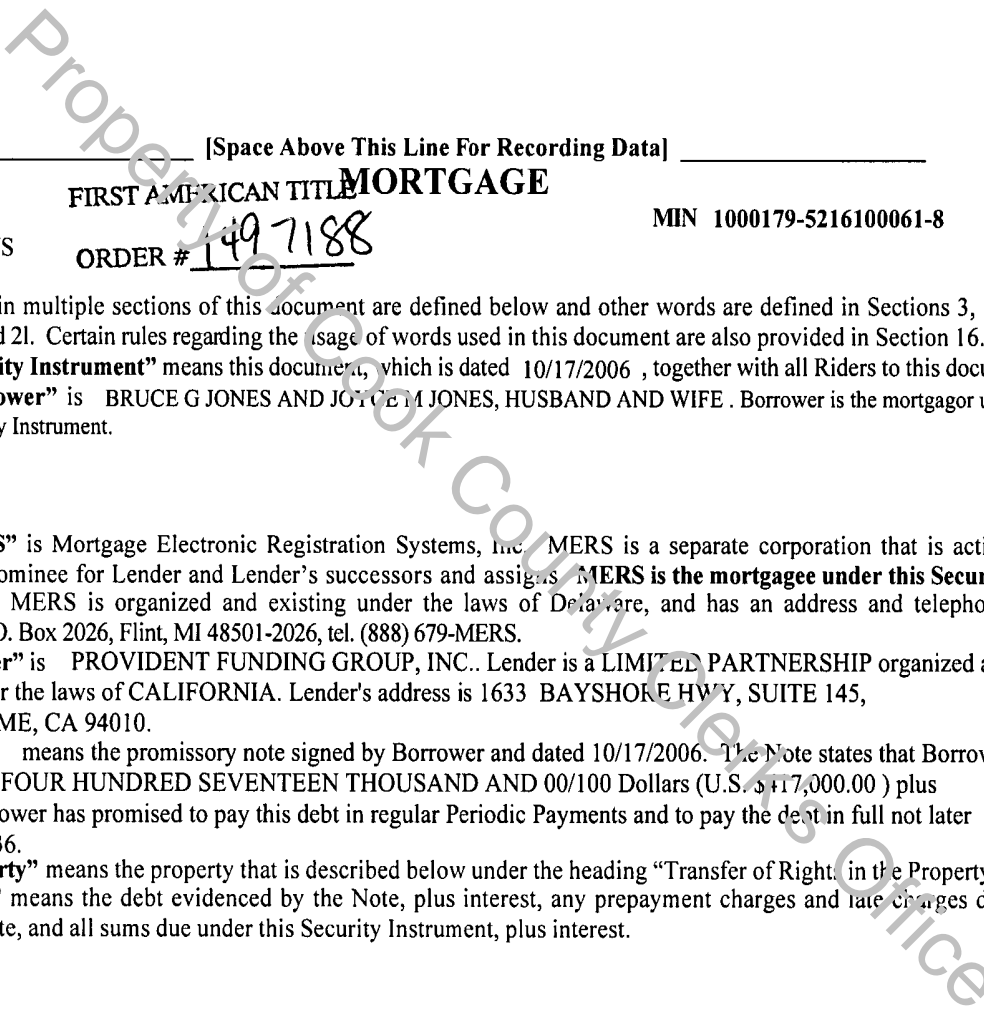 [Space Above This Line For Recording Data]
FIRST AMERICAN TITLE MORTGAGE
MIN 1000179-5216100061-8
S
ORDER # 1497188
in multiple sections of this document are defined below and other words are defined in Sections 3,
d 21. Certain rules regarding the usage of words used in this document are also provided in Section 16.
ity Instrument” means this document, which is dated 10/17/2006 , together with all Riders to this docu
ower” is BRUCE G JONES AND JOYCE M JONES, HUSBAND AND WIFE . Borrower is the mortgagor u
y Instrument.
S” is Mortgage Electronic Registration Systems, Inc. MERS is a separate corporation that is acti
ominee for Lender and Lender’s successors and assigns. MERS is the mortgagee under this Secur
MERS is organized and existing under the laws of Delaware, and has an address and telepho
O. Box 2026, Flint, MI 48501-2026, tel. (888) 679-MERS.
er” is PROVIDENT FUNDING GROUP, INC.. Lender is a LIMITED PARTNERSHIP organized a
r the laws of CALIFORNIA. Lender's address is 1633 BAYSHORE HWY, SUITE 145,
ME, CA 94010.
means the promissory note signed by Borrower and dated 10/17/2006. The Note states that Borrow
FOUR HUNDRED SEVENTEEN THOUSAND AND 00/100 Dollars (U.S. $417,000.00 ) plus
ower has promised to pay this debt in regular Periodic Payments and to pay the debt in full not later
36.
rty” means the property that is described below under the heading “Transfer of Rights in the Property
” means the debt evidenced by the Note, plus interest, any prepayment charges and late charges d
te, and all sums due under this Security Instrument, plus interest.
Property of Cook County Clerk's Office